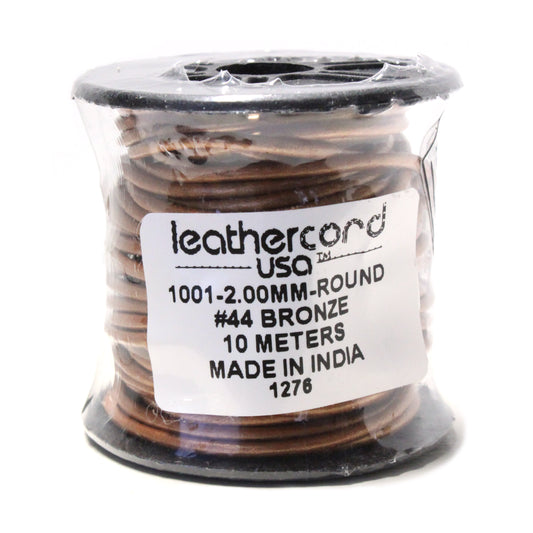 leathercord
usa™
1001-2.00MM-ROUND
#44 BRONZE
10 METERS
MADE IN INDIA
1276